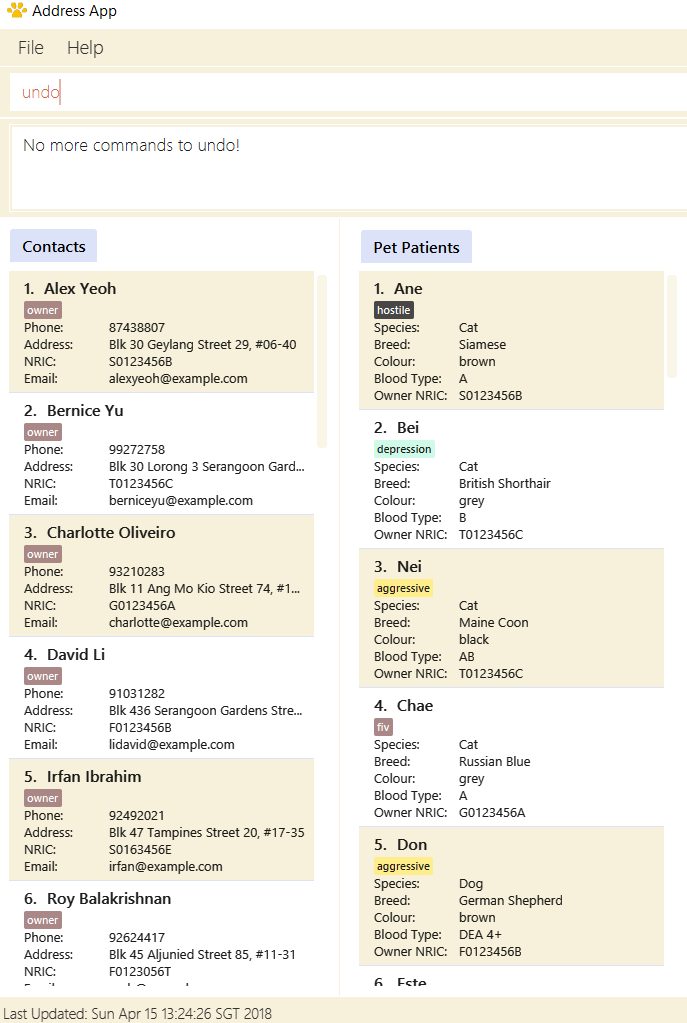 Address App
File Help
undo
No more commands to undo!
Contacts
1. Alex Yeoh
owner
Phone: 87438807
Address: Blk 30 Geylang Street 29, #06-40
NRIC: S0123456B
Email: alexyeoh@example.com
2. Bernice Yu
owner
Phone: 99272758
Address: Blk 30 Lorong 3 Serangoon Gard...
NRIC: T0123456C
Email: berniceyu@example.com
3. Charlotte Oliveiro
owner
Phone: 93210283
Address: Blk 11 Ang Mo Kio Street 74, #1...
NRIC: G0123456A
Email: charlotte@example.com
4. David Li
owner
Phone: 91031282
Address: Blk 436 Serangoon Gardens Stre...
NRIC: F0123456B
Email: lidavid@example.com
5. Irfan Ibrahim
owner
Phone: 92492021
Address: Blk 47 Tampines Street 20, #17-35
NRIC: S0163456E
Email: irfan@example.com
6. Roy Balakrishnan
owner
Phone: 92624417
Address: Blk 45 Aljunied Street 85, #11-31
NRIC: F0123056T
Pet Patients
1. Ane
hostile
Species: Cat
Breed: Siamese
Colour: brown
Blood Type: A
Owner NRIC: S0123456B
2. Bei
depression
Species: Cat
Breed: British Shorthair
Colour: grey
Blood Type: B
Owner NRIC: T0123456C
3. Nei
aggressive
Species: Cat
Breed: Maine Coon
Colour: black
Blood Type: AB
Owner NRIC: T0123456C
4. Chae
fiv
Species: Cat
Breed: Russian Blue
Colour: grey
Blood Type: A
Owner NRIC: G0123456A
5. Don
aggressive
Species: Dog
Breed: German Shepherd
Colour: brown
Blood Type: DEA 4+
Owner NRIC: F0123456B
6. Este
Last Updated: Sun Apr 15 13:24:26 SGT 2018